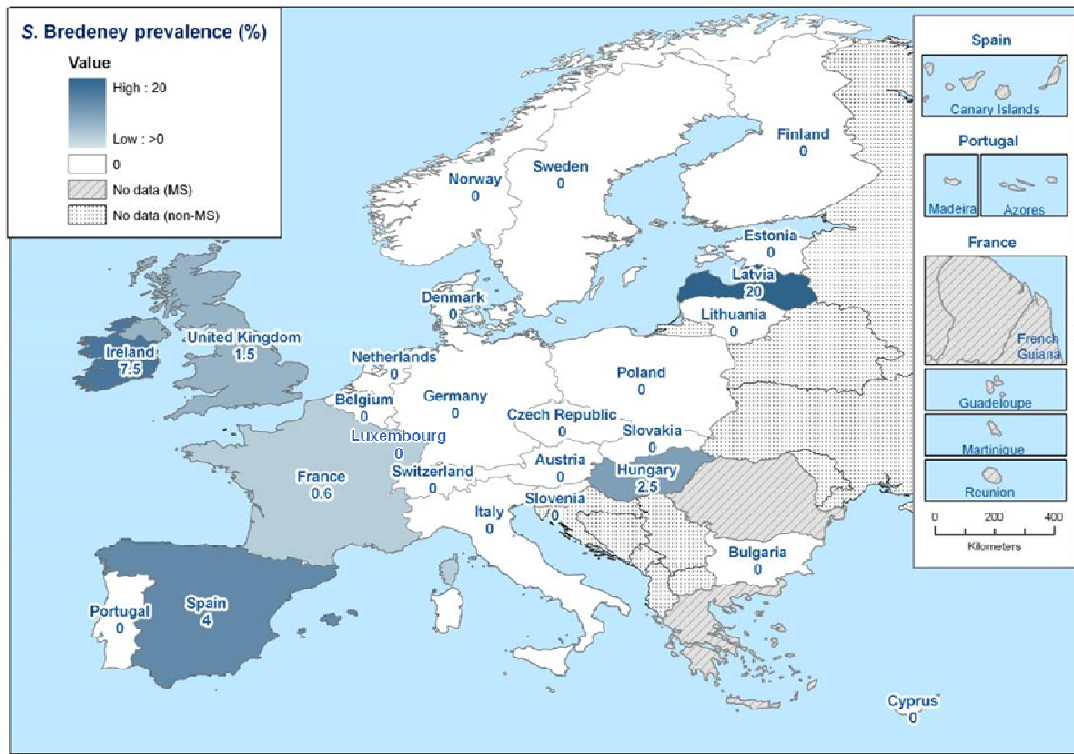 S. Bredeney prevalence (%)
Value
High : 20
Low : >0
0
No data (MS)
No data (non-MS)
Norway
0
Sweden
0
Finland
0
Estonia
0
Latvia
20
Lithuania
0
Denmark
0
United Kingdom
1.5
Ireland
7.5
Netherlands
0
Belgium
0
Luxembourg
0
Germany
0
Poland
0
Czech Republic
0
Slovakia
0
Austria
0
Hungary
2.5
Switzerland
0
Slovenia
0
France
0.6
Italy
0
Bulgaria
0
Portugal
0
Spain
4
Cyprus
0
Spain
Canary Islands
Portugal
Madeira
Azores
France
French
Guiana
Guadeloupe
Martinique
Reunion
0 200 400
Kilometers